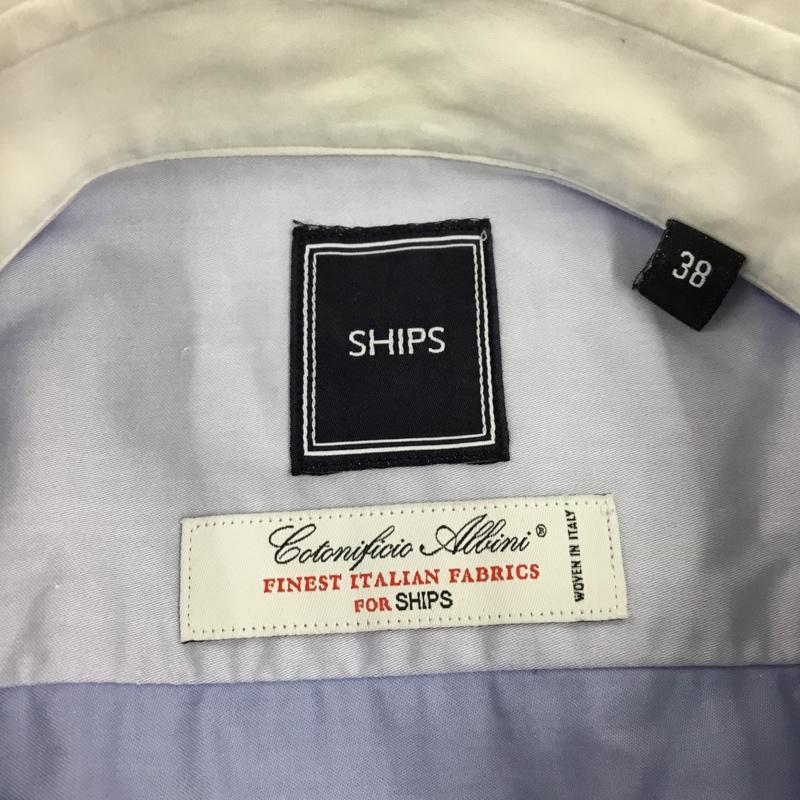 38
SHIPS
Cotonificio Albini®
FINEST ITALIAN FABRICS
FOR SHIPS
WOVEN IN ITALY